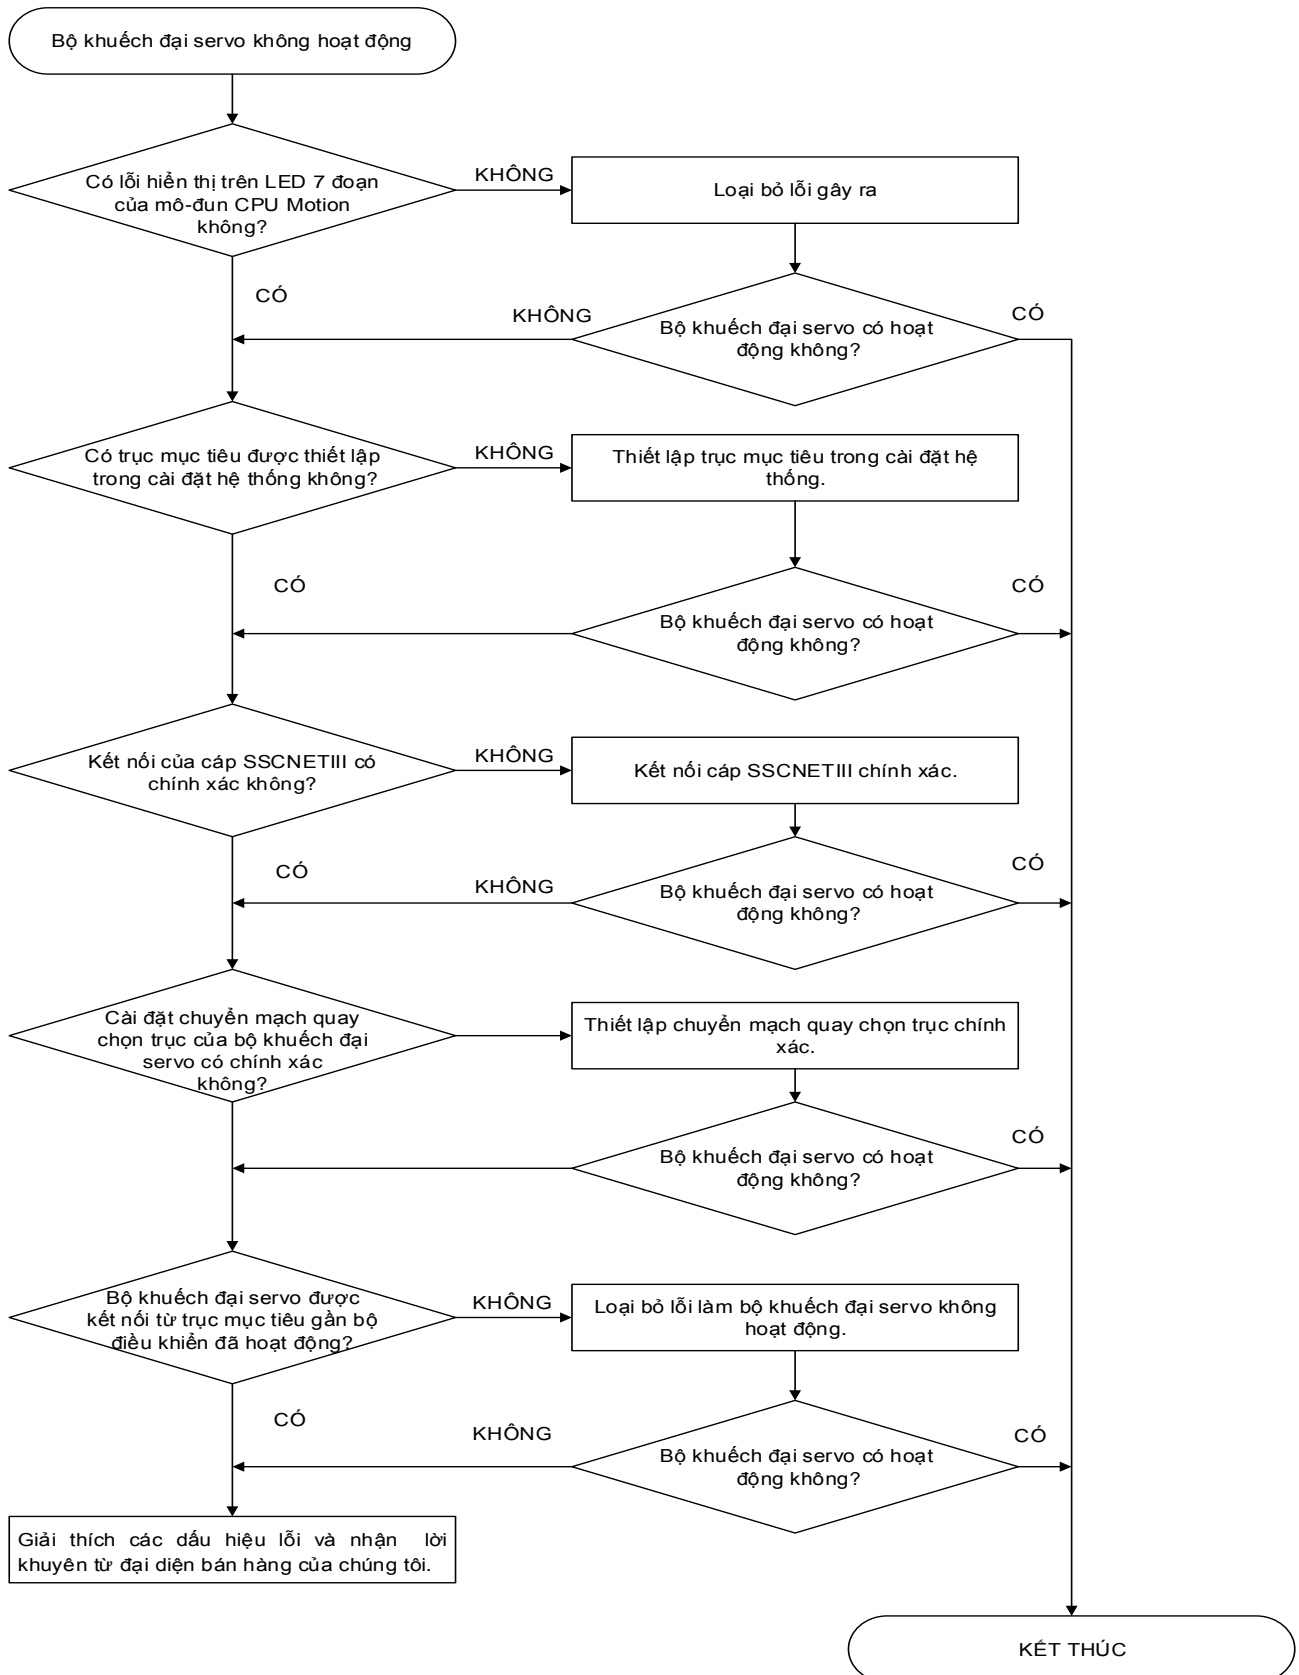 Bộ khuếch đại servo không hoạt động
Có lỗi hiển thị trên LED 7 đoạn
của mô-đun CPU Motion
không?
KHÔNG
Loại bỏ lỗi gây ra
CÓ
KHÔNG
Bộ khuếch đại servo có hoạt
động không?
CÓ
Có trục mục tiêu được thiết lập
trong cài đặt hệ thống không?
KHÔNG
Thiết lập trục mục tiêu trong cài đặt hệ
thống.
CÓ
Bộ khuếch đại servo có hoạt
động không?
CÓ
Kết nối của cáp SSCNETIII có
chính xác không?
KHÔNG
Kết nối cáp SSCNETIII chính xác.
CÓ
KHÔNG
Bộ khuếch đại servo có hoạt
động không?
CÓ
Cài đặt chuyển mạch quay
chọn trục của bộ khuếch đại
servo có chính xác
không?
Thiết lập chuyển mạch quay chọn trục chính
xác.
Bộ khuếch đại servo có hoạt
động không?
CÓ
Bộ khuếch đại servo được
kết nối từ trục mục tiêu gần bộ
điều khiển đã hoạt động?
KHÔNG
Loại bỏ lỗi làm bộ khuếch đại servo không
hoạt động.
CÓ
KHÔNG
Bộ khuếch đại servo có hoạt
động không?
CÓ
Giải thích các dấu hiệu lỗi và nhận lời
khuyên từ đại diện bán hàng của chúng tôi.
KẾT THÚC